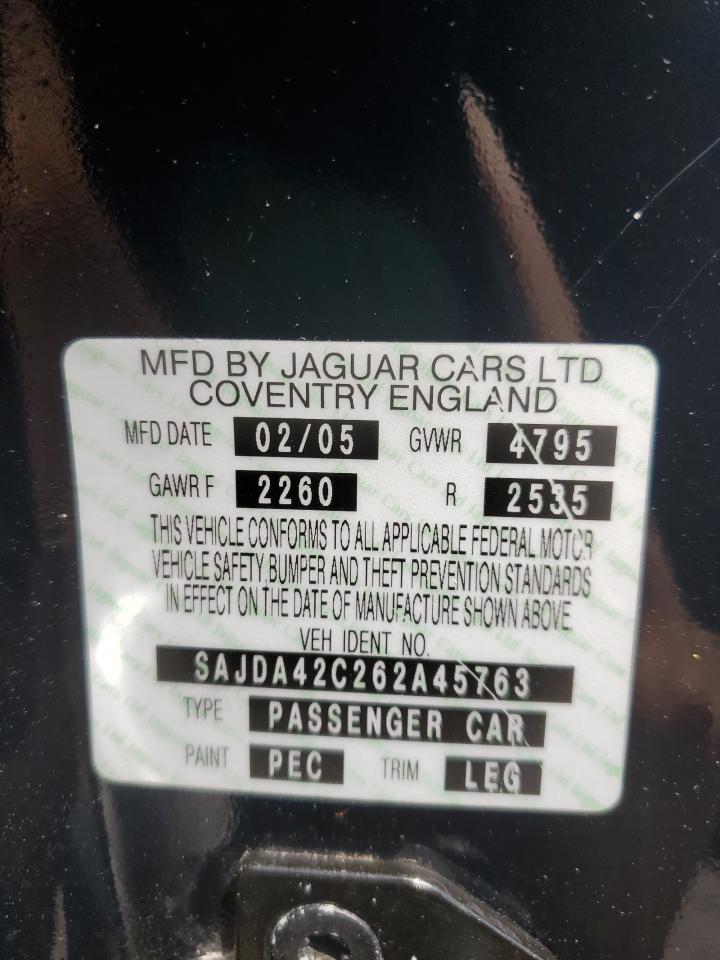 MFD BY JAGUAR CARS LTD
COVENTRY ENGLAND
MFD DATE 02/05 GVWR 4795
GAWR F 2260 R 2535
THIS VEHICLE CONFORMS TO ALL APPLICABLE FEDERAL MOTOR
VEHICLE SAFETY, BUMPER AND THEFT PREVENTION STANDARDS
IN EFFECT ON THE DATE OF MANUFACTURE SHOWN ABOVE.
VEH IDENT NO.
SAJDA42C262A45763
TYPE PASSENGER CAR
PAINT PEC TRIM LEG